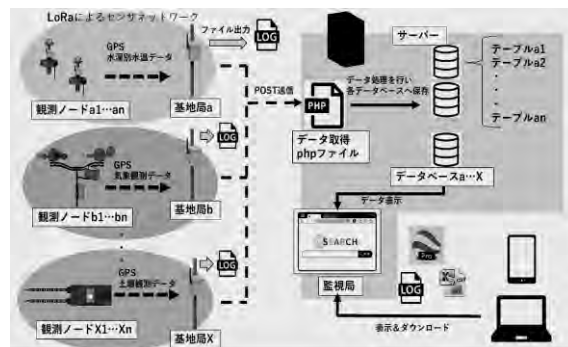 LoRaによるセンサネットワーク
GPS
水深別水温データ
ファイル出力
LOG
観測ノードa1…an
基地局a
GPS
気象観測データ
LOG
観測ノードb1…bn
基地局b
GPS
土壌観測データ
LOG
観測ノードX1…Xn
基地局X
POST送信
PHP
データ取得
phpファイル
サーバー
データ処理を行い
各データベースへ保存
テーブルa1
テーブルa2
テーブルan
データベースa…X
データ表示
SEARCH
監視局
Pro
LOG
表示&ダウンロード